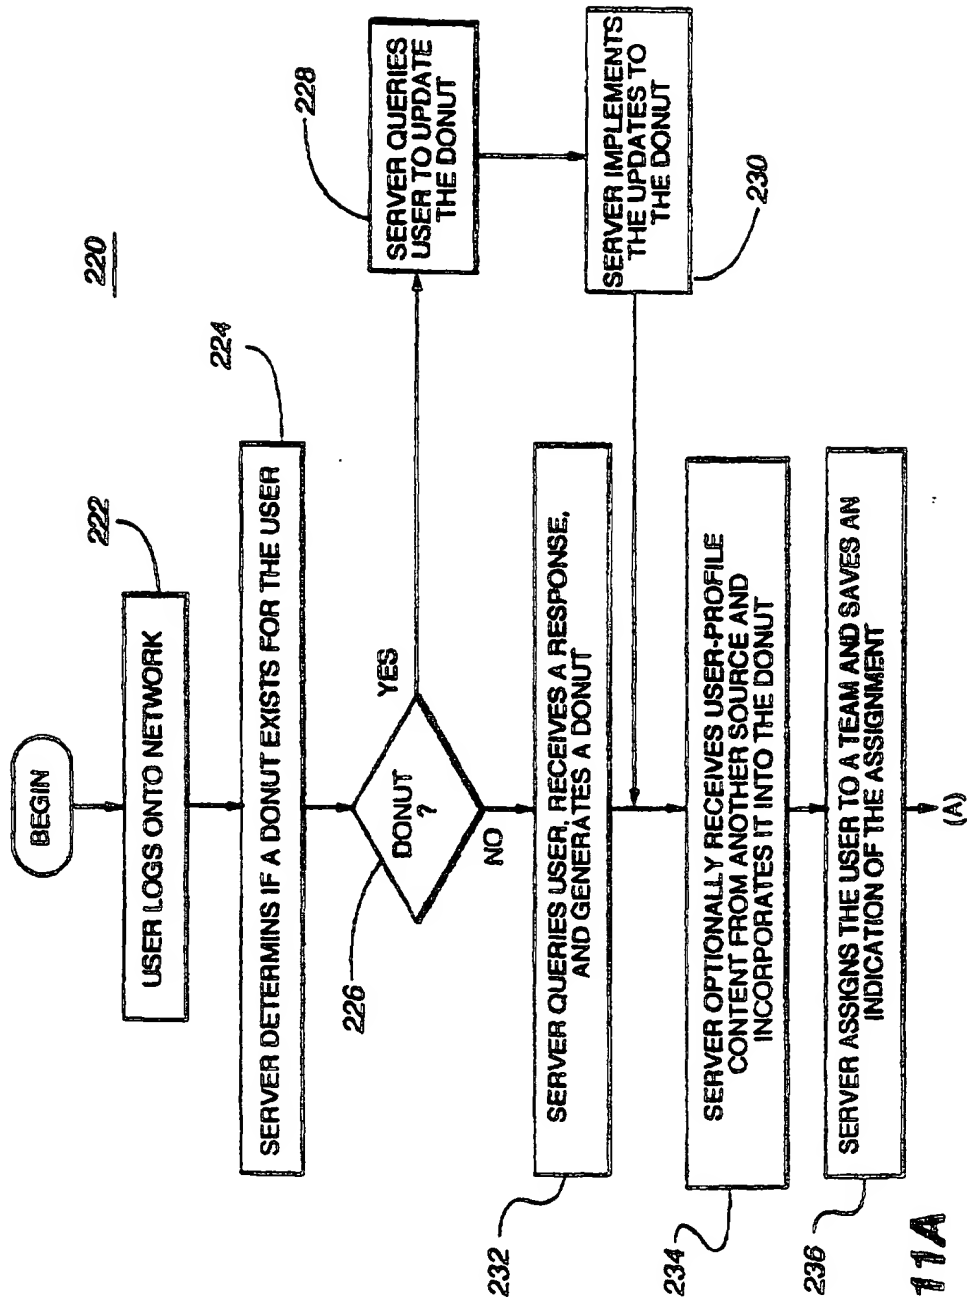 220
BEGIN
222
USER LOGS ONTO NETWORK
224
SERVER DETERMINS IF A DONUT EXISTS FOR THE USER
226
DONUT
?
YES
NO
228
SERVER QUERIES
USER TO UPDATE
THE DONUT
SERVER IMPLEMENTS
THE UPDATES TO
THE DONUT
230
232
SERVER QUERIES USER, RECEIVES A RESPONSE,
AND GENERATES A DONUT
234
SERVER OPTIONALLY RECEIVES USER-PROFILE
CONTENT FROM ANOTHER SOURCE AND
INCORPORATES IT INTO THE DONUT
236
SERVER ASSIGNS THE USER TO A TEAM AND SAVES AN
INDICATION OF THE ASSIGNMENT
(A)
11A